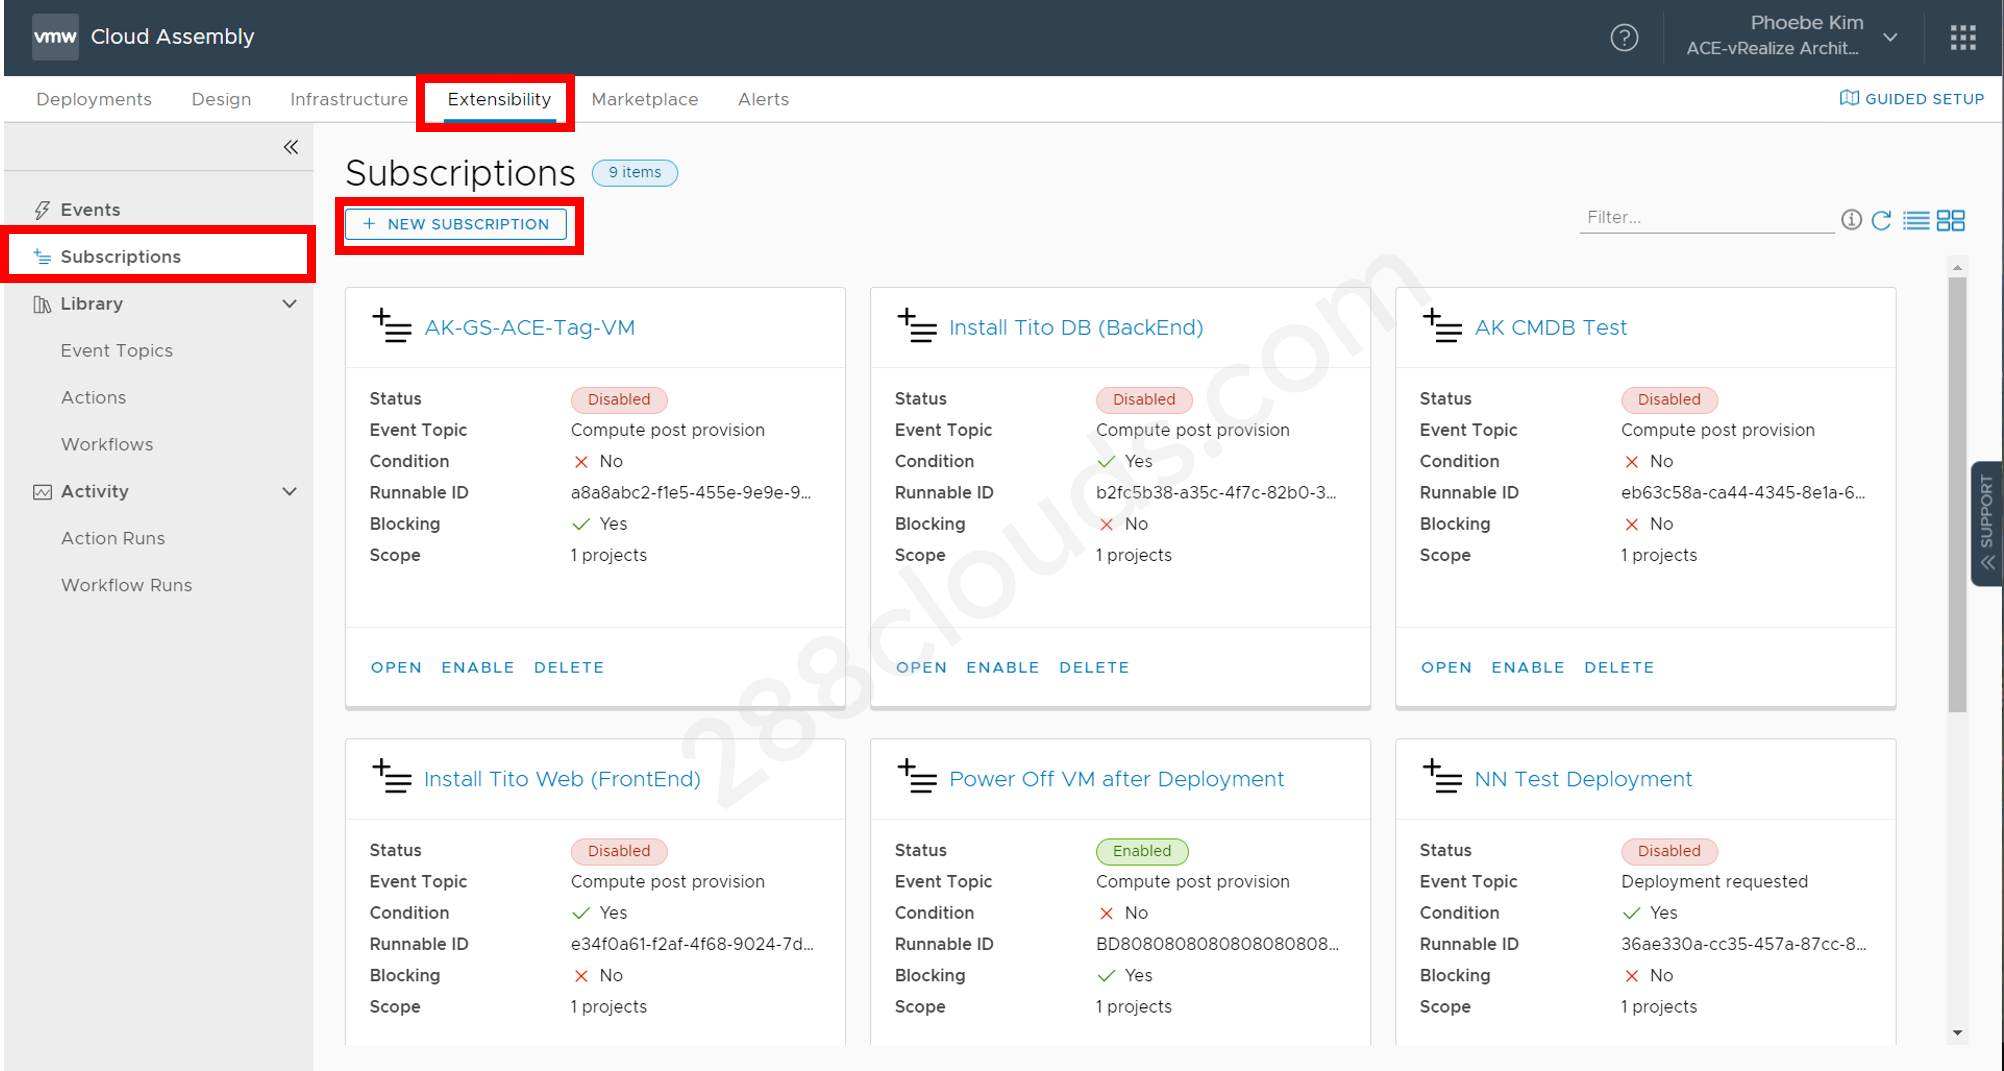 vmw Cloud Assembly
Phoebe Kim
ACE-vRealize Archit...
Deployments Design Infrastructure Extensibility Marketplace Alerts
GUIDED SETUP
Events
Subscriptions
Library
Event Topics
Actions
Workflows
Activity
Action Runs
Workflow Runs
Subscriptions 9 items
+ NEW SUBSCRIPTION
Filter...
AK-GS-ACE-Tag-VM
Status Disabled
Event Topic Compute post provision
Condition No
Runnable ID a8a8abc2-f1e5-455e-9e9e-9...
Blocking Yes
Scope 1 projects
OPEN ENABLE DELETE
Install Tito DB (BackEnd)
Status Disabled
Event Topic Compute post provision
Condition Yes
Runnable ID b2fc5b38-a35c-4f7c-82b0-3...
Blocking No
Scope 1 projects
OPEN ENABLE DELETE
AK CMDB Test
Status Disabled
Event Topic Compute post provision
Condition No
Runnable ID eb63c58a-ca44-4345-8e1a-6...
Blocking No
Scope 1 projects
OPEN ENABLE DELETE
Install Tito Web (FrontEnd)
Status Disabled
Event Topic Compute post provision
Condition Yes
Runnable ID e34f0a61-f2af-4f68-9024-7d...
Blocking No
Scope 1 projects
Power Off VM after Deployment
Status Enabled
Event Topic Compute post provision
Condition No
Runnable ID BD8080808080808080808...
Blocking Yes
Scope 1 projects
NN Test Deployment
Status Disabled
Event Topic Deployment requested
Condition Yes
Runnable ID 36ae330a-cc35-457a-87cc-8...
Blocking No
Scope 1 projects
SUPPORT
288clouds.com